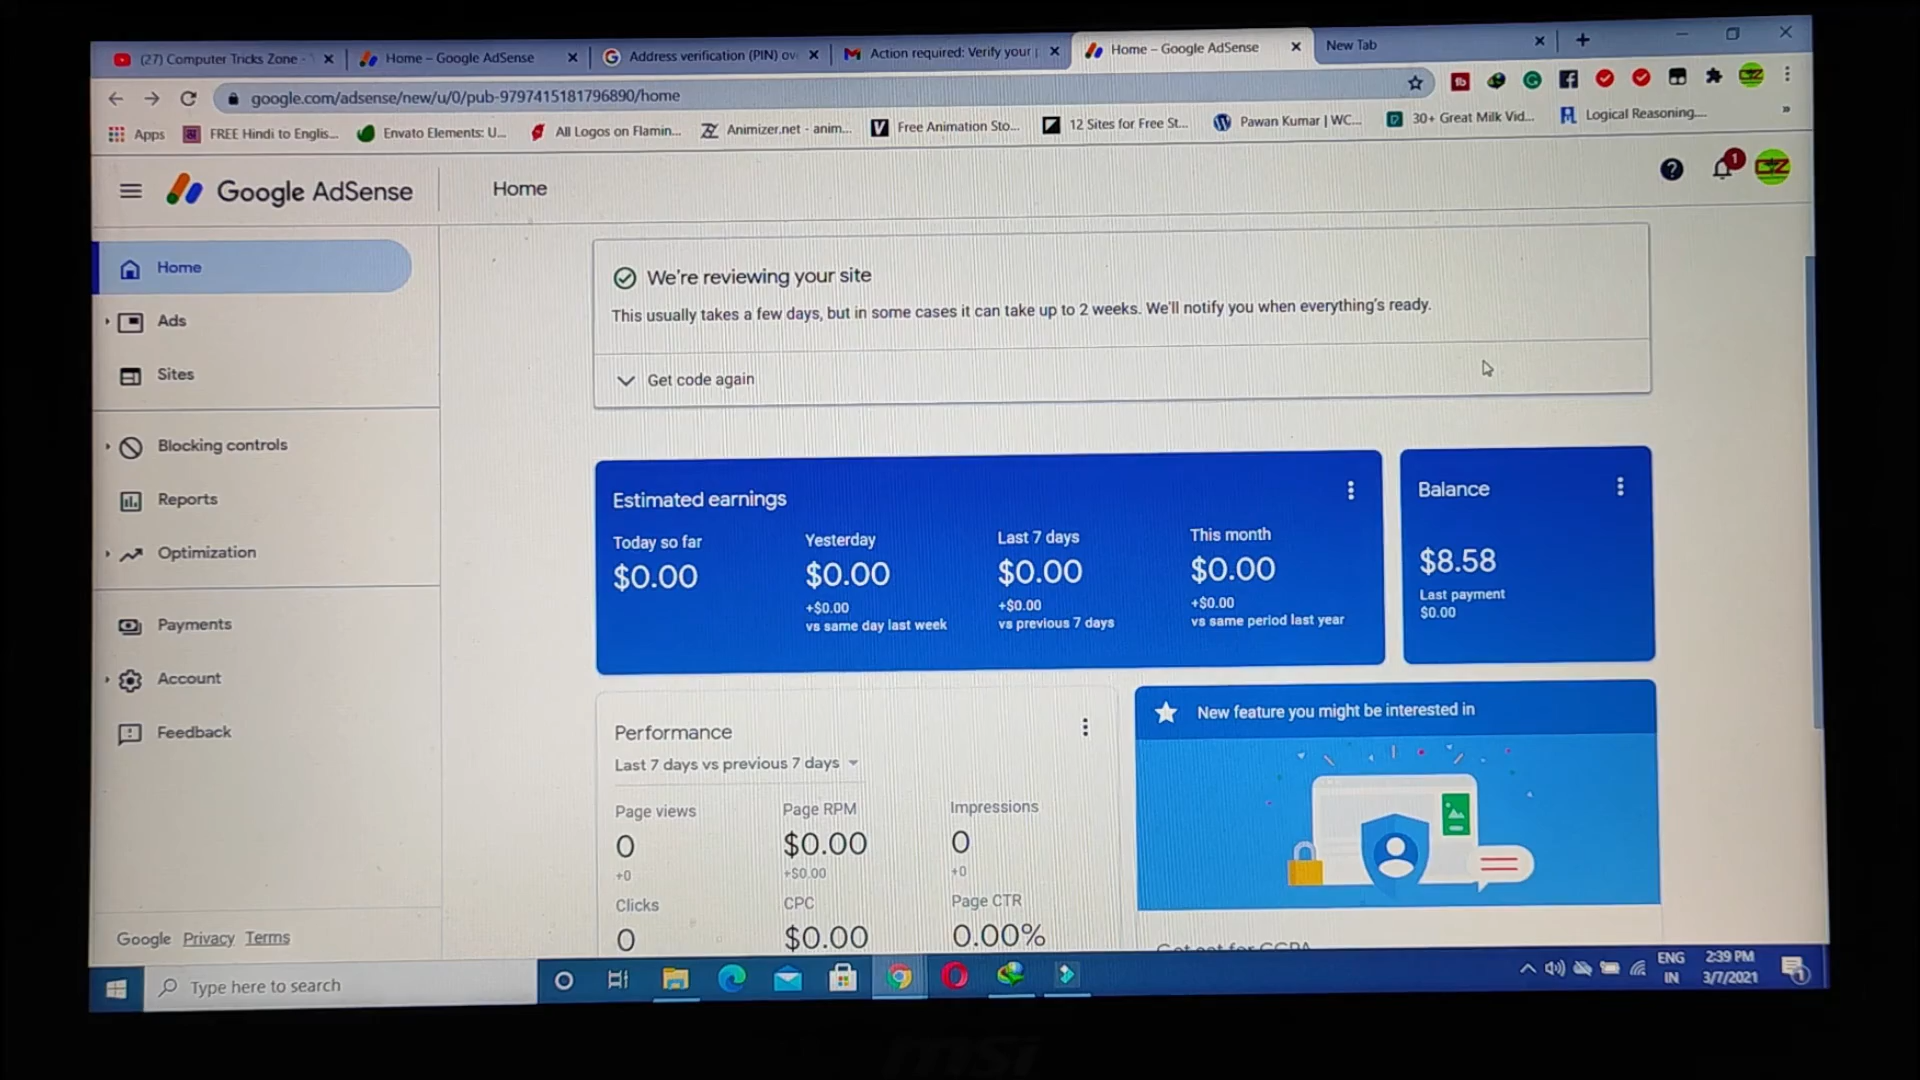 (27) Computer Tricks Zone -
Home – Google AdSense
Address verification (PIN) ov
Action required: Verify your
Home – Google AdSense
New Tab
google.com/adsense/new/u/0/pub-9797415181796890/home
Apps
FREE Hindi to Englis...
Envato Elements: U...
All Logos on Flamin...
Animizer.net - anim...
Free Animation Sto...
12 Sites for Free St...
Pawan Kumar | WC...
30+ Great Milk Vid...
Logical Reasoning....
»
Google AdSense
Home
1
CZ
Home
Ads
Sites
Blocking controls
Reports
Optimization
Payments
Account
Feedback
Google Privacy Terms
We're reviewing your site
This usually takes a few days, but in some cases it can take up to 2 weeks. We'll notify you when everything's ready.
Get code again
Estimated earnings
Today so far
$0.00
Yesterday
$0.00
+$0.00
vs same day last week
Last 7 days
$0.00
+$0.00
vs previous 7 days
This month
$0.00
+$0.00
vs same period last year
Balance
$8.58
Last payment
$0.00
Performance
Last 7 days vs previous 7 days
Page views
0
+0
Page RPM
$0.00
+$0.00
Impressions
0
+0
Clicks
0
CPC
$0.00
Page CTR
0.00%
New feature you might be interested in
Type here to search
ENG
IN
2:39 PM
3/7/2021
1
msi